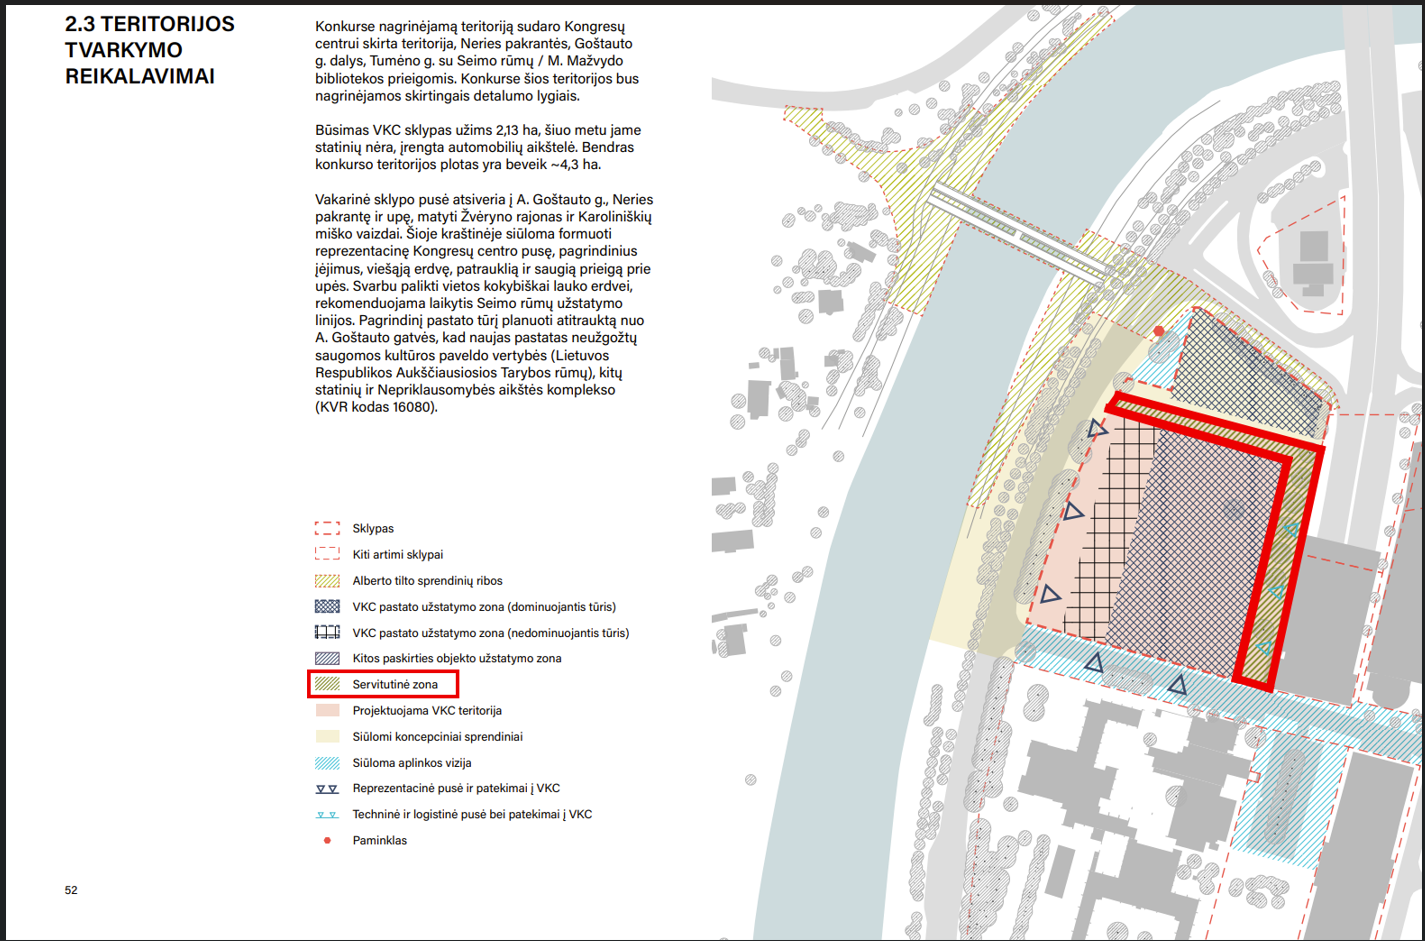 2.3 TERITORIJOS
TVARKYMO
REIKALAVIMAI
Konkurse nagrinėjamą teritoriją sudaro Kongresų
centrui skirta teritorija, Neries pakrantės, Goštauto
g. dalys, Tumėno g. su Seimo rūmų / M. Mažvydo
bibliotekos prieigomis. Konkurse šios teritorijos bus
nagrinėjamos skirtingais detalumo lygiais.
Būsimas VKC sklypas užims 2,13 ha, šiuo metu jame
statinių nėra, įrengta automobilių aikštelė. Bendras
konkurso teritorijos plotas yra beveik ~4,3 ha.
Vakarinė sklypo pusė atsiveria į A. Goštauto g., Neries
pakrantę ir upę, matyti Žvėryno rajonas ir Karoliniškių
miško vaizdai. Šioje kraštinėje siūloma formuoti
reprezentacinę Kongresų centro pusę, pagrindinius
įėjimus, viešąją erdvę, patrauklią ir saugią prieigą prie
upės. Svarbu palikti vietos kokybiškai lauko erdvei,
rekomenduojama laikytis Seimo rūmų užstatymo
linijos. Pagrindinį pastato tūrį planuoti atitrauktą nuo
A. Goštauto gatvės, kad naujas pastatas neužgožtų
saugomos kultūros paveldo vertybės (Lietuvos
Respublikos Aukščiausiosios Tarybos rūmų), kitų
statinių ir Nepriklausomybės aikštės komplekso
(KVR kodas 16080).
Sklypas
Kiti artimi sklypai
Alberto tilto sprendinių ribos
VKC pastato užstatymo zona (dominuojantis tūris)
VKC pastato užstatymo zona (nedominuojantis tūris)
Kitos paskirties objekto užstatymo zona
Servitutinė zona
Projektuojama VKC teritorija
Siūlomi koncepciniai sprendiniai
Siūloma aplinkos vizija
Reprezentacinė pusė ir patekimai į VKC
Techninė ir logistinė pusė bei patekimai į VKC
Paminklas
52